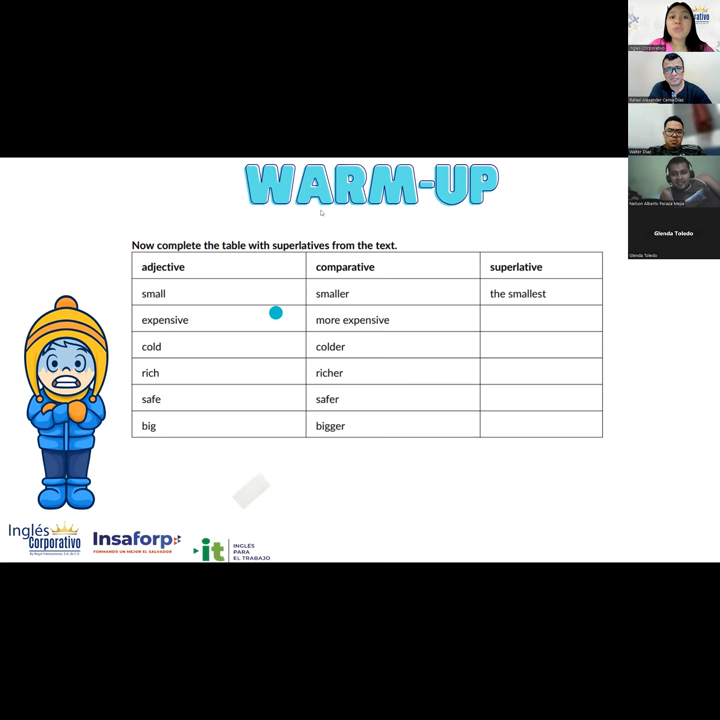 WARM-UP
Now complete the table with superlatives from the text.
adjective comparative superlative
small smaller the smallest
expensive more expensive
cold colder
rich richer
safe safer
big bigger
Inglés
Corporativo
Insaforp
FORMANDO UN MEJOR EL SALVADOR
it
INGLÉS
PARA
EL TRABAJO
Inglés Corporativo
Rafael Alexander Cerna Diaz
Walter Diaz
Nelson Alberto Peraza Mejia
Glenda Toledo
Glenda Toledo